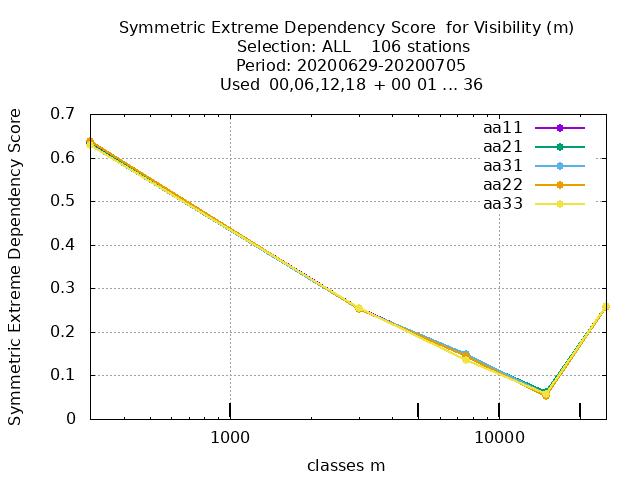 Symmetric Extreme Dependency Score  for Visibility (m)
Selection: ALL    106 stations
Period: 20200629-20200705
Used  00,06,12,18  + 00 01 ... 36
Symmetric Extreme Dependency Score
0.7
0.6
0.5
0.4
0.3
0.2
0.1
0
aa11
aa21
aa31
aa22
aa33
1000
10000
classes m